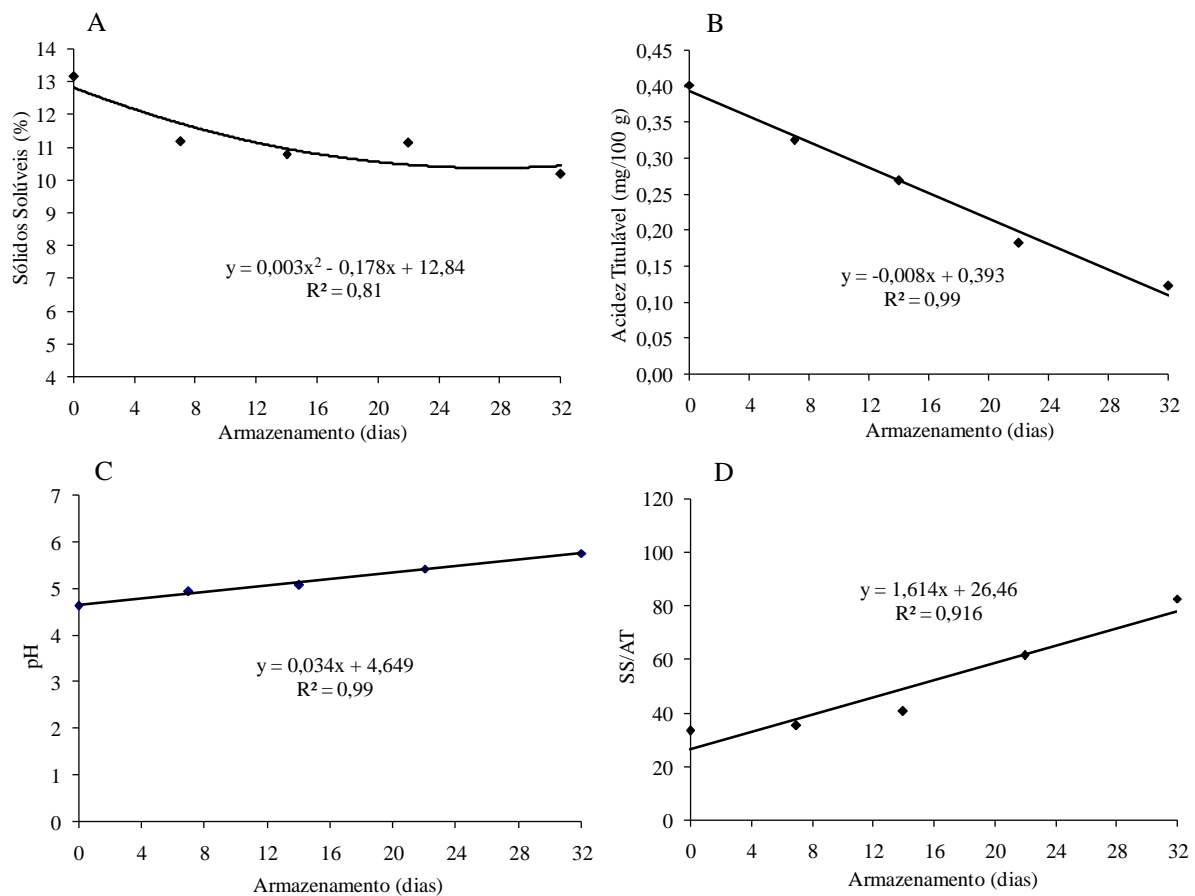 A
14
13
12
11
10
9
8
7
6
5
4
Sólidos Solúveis (%)
y = 0,003x² - 0,178x + 12,84
R² = 0,81
0 4 8 12 16 20 24 28 32
Armazenamento (dias)
B
0,45
0,40
0,35
0,30
0,25
0,20
0,15
0,10
0,05
0,00
Acidez Titulável (mg/100 g)
y = -0,008x + 0,393
R² = 0,99
0 4 8 12 16 20 24 28 32
Armazenamento (dias)
C
7
6
5
4
3
2
1
0
pH
y = 0,034x + 4,649
R² = 0,99
0 4 8 12 16 20 24 28 32
Armazenamento (dias)
D
120
100
80
60
40
20
0
SS/AT
y = 1,614x + 26,46
R² = 0,916
0 4 8 12 16 20 24 28 32
Armazenamento (dias)